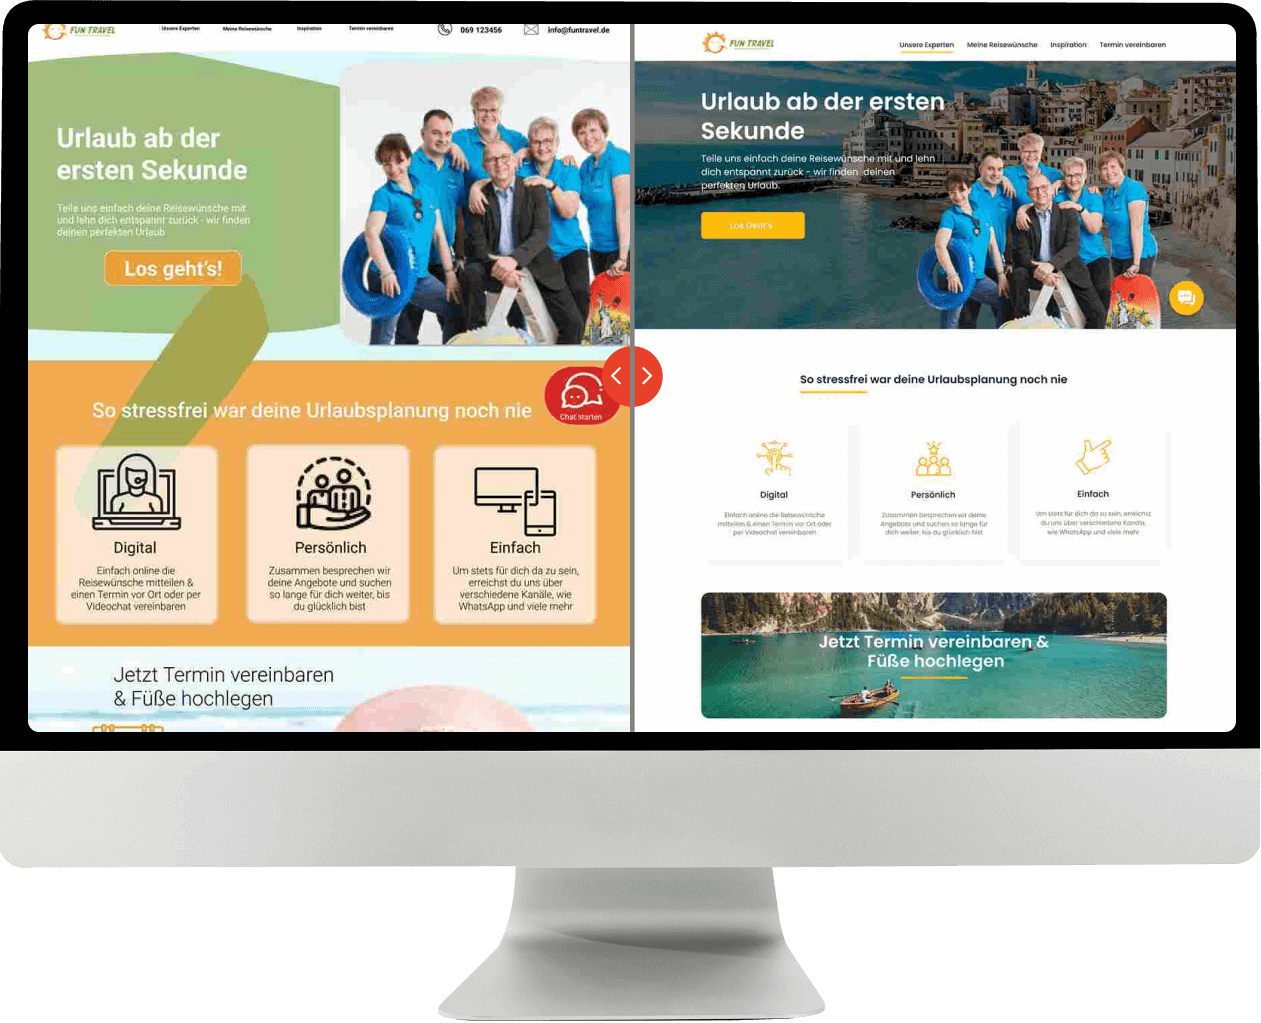 FUN TRAVEL
Unsere Experten
Meine Reisewünsche
Inspiration
Termin vereinbaren
069 123456
info@funtravel.de
Urlaub ab der
ersten Sekunde
Teile uns einfach deine Reisewünsche mit
und lehn dich entspannt zurück - wir finden
deinen perfekten Urlaub
Los geht's!
So stressfrei war deine Urlaubsplanung noch nie
Chat starten
Digital
Einfach online die
Reisewünsche mitteilen &
einen Termin vor Ort oder per
Videochat vereinbaren
Persönlich
Zusammen besprechen wir
deine Angebote und suchen
so lange für dich weiter, bis
du glücklich bist
Einfach
Um stets für dich da zu sein,
erreichst du uns über
verschiedene Kanäle, wie
WhatsApp und viele mehr
Jetzt Termin vereinbaren
& Füße hochlegen
FUN TRAVEL
Unsere Experten
Meine Reisewünsche
Inspiration
Termin vereinbaren
Urlaub ab der ersten
Sekunde
Teile uns einfach deine Reisewünsche mit und lehn
dich entspannt zurück - wir finden deinen
perfekten Urlaub.
Los Geht's
So stressfrei war deine Urlaubsplanung noch nie
Digital
Einfach online die Reisewünsche
mitteilen & einen Termin vor Ort oder
per Videochat vereinbaren
Persönlich
Zusammen besprechen wir deine
Angebote und suchen so lange für
dich weiter, bis du glücklich bist
Einfach
Um stets für dich da zu sein, erreichst
du uns über verschiedene Kanäle,
wie WhatsApp und viele mehr
Jetzt Termin vereinbaren &
Füße hochlegen